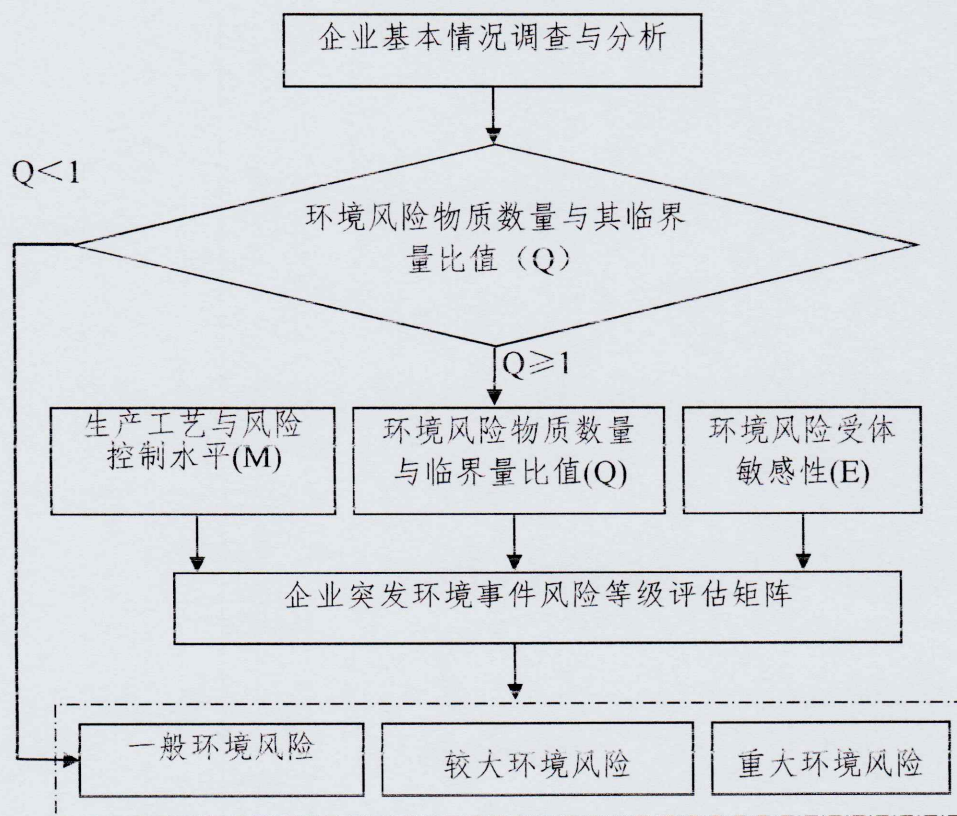 企业基本情况调查与分析
Q<1
环境风险物质数量与其临界
量比值（Q）
Q≥1
生产工艺与风险
控制水平(M)
环境风险物质数量
与临界量比值(Q)
环境风险受体
敏感性(E)
企业突发环境事件风险等级评估矩阵
一般环境风险
较大环境风险
重大环境风险